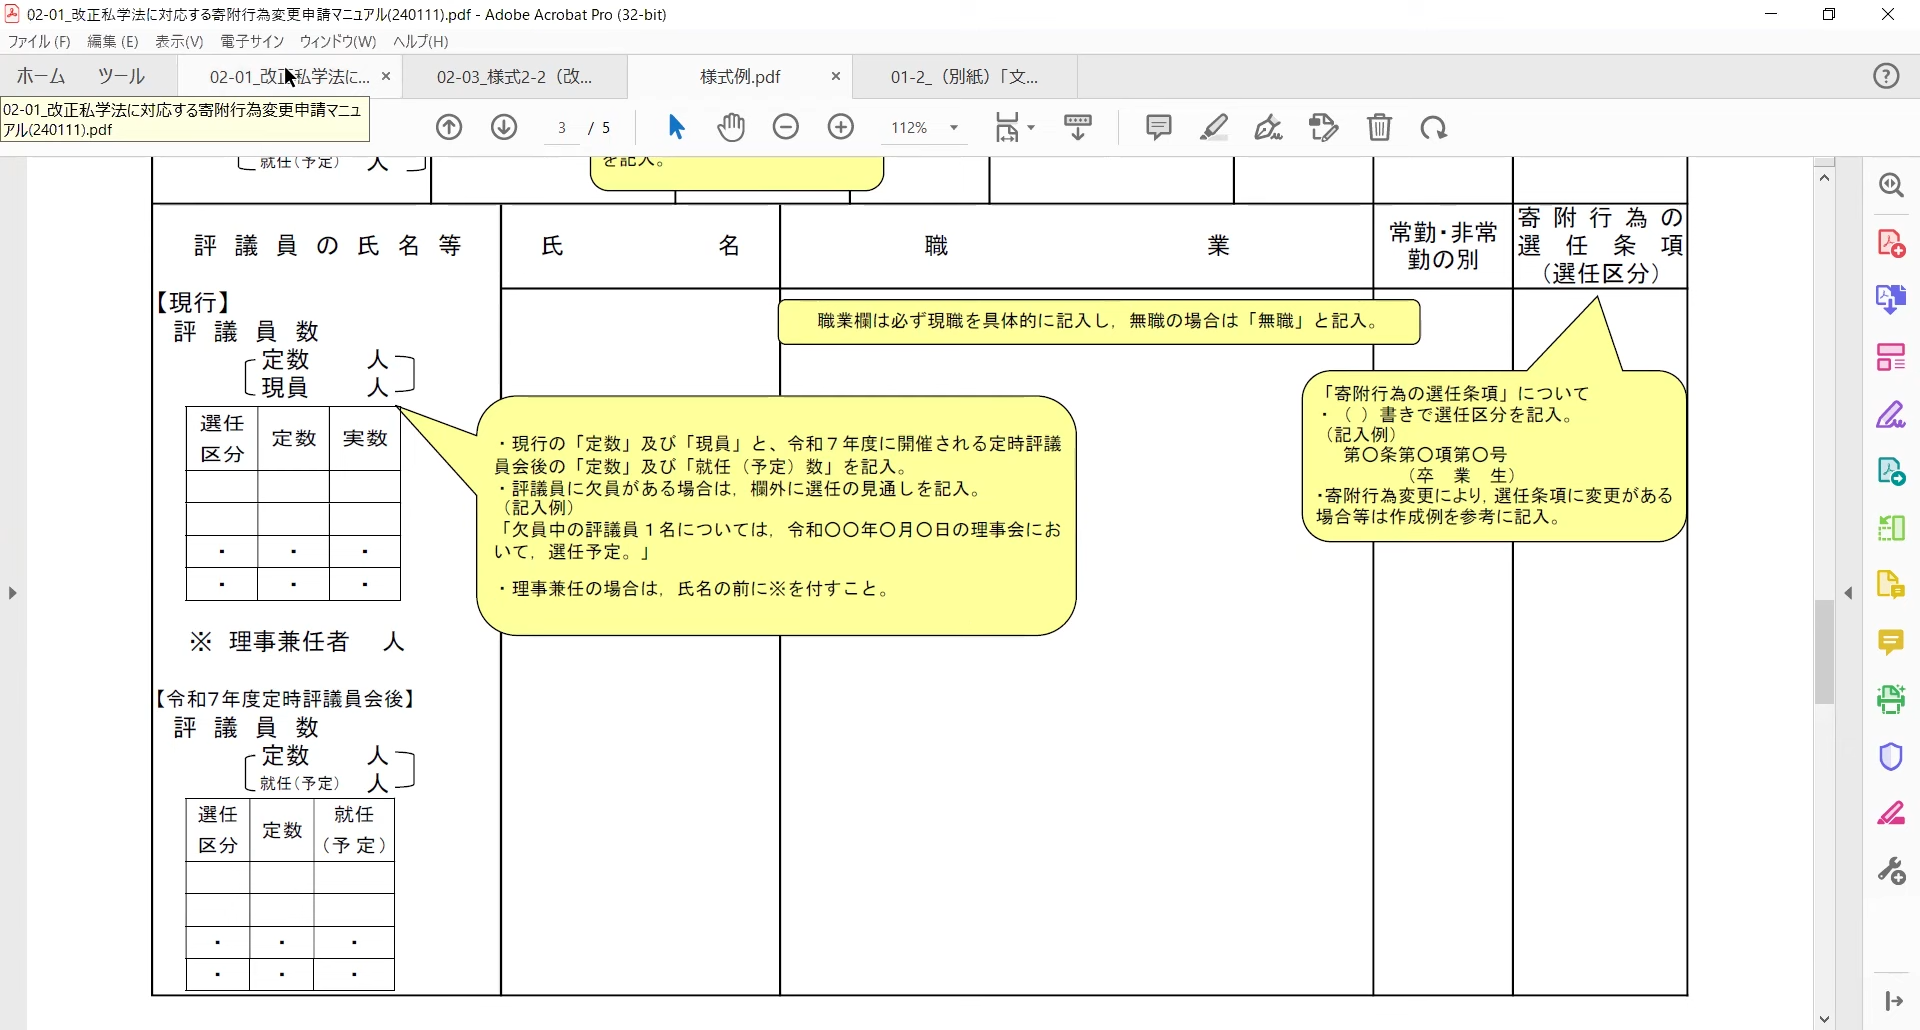 02-01_改正私学法に対応する寄附行為変更申請マニュアル(240111).pdf - Adobe Acrobat Pro (32-bit)
ファイル(F) 編集(E) 表示(V) 電子サイン ウィンドウ(W) ヘルプ(H)
ホーム ツール 02-01_改正私学法に... × 02-03_様式2-2（改... 様式例.pdf × 01-2_（別紙）「文...
02-01_改正私学法に対応する寄附行為変更申請マニュ
アル(240111).pdf
3 / 5 112%
就任(予定) 人
を記入。
評議員の氏名等
氏 名
職 業
常勤・非常
勤の別
寄附行為の
選任条項
（選任区分）
【現行】
評議員数
定数 人
現員 人
選任
区分
定数
実数
・ ・ ・
・ ・ ・
※ 理事兼任者 人
【令和7年度定時評議員会後】
評議員数
定数 人
就任(予定) 人
選任
区分
定数
就任
（予定）
・ ・ ・
・ ・ ・
職業欄は必ず現職を具体的に記入し，無職の場合は「無職」と記入。
・現行の「定数」及び「現員」と、令和７年度に開催される定時評議
員会後の「定数」及び「就任（予定）数」を記入。
・評議員に欠員がある場合は，欄外に選任の見通しを記入。
（記入例）
「欠員中の評議員１名については，令和〇〇年〇月〇日の理事会にお
いて，選任予定。」
・理事兼任の場合は，氏名の前に※を付すこと。
「寄附行為の選任条項」について
・（ ）書きで選任区分を記入。
（記入例）
第〇条第〇項第〇号
（卒 業 生）
・寄附行為変更により，選任条項に変更がある
場合等は作成例を参考に記入。